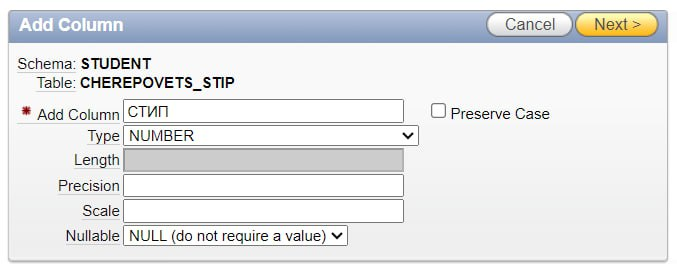 Add Column
Cancel
Next >
Schema: STUDENT
Table: CHEREPOVETS_STIP
* Add Column СТИП
Preserve Case
Type NUMBER
Length
Precision
Scale
Nullable NULL (do not require a value)